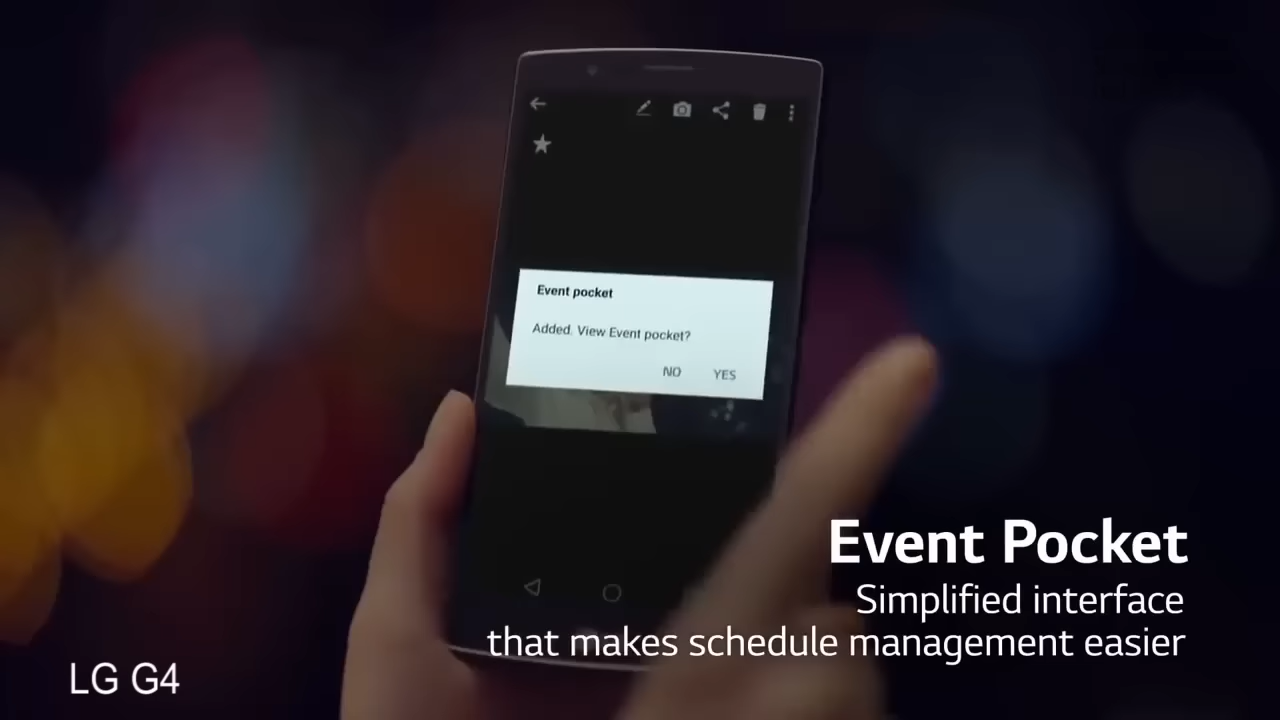 Event pocket
Added. View Event pocket?
NO YES
Event Pocket
Simplified interface
that makes schedule management easier
LG G4